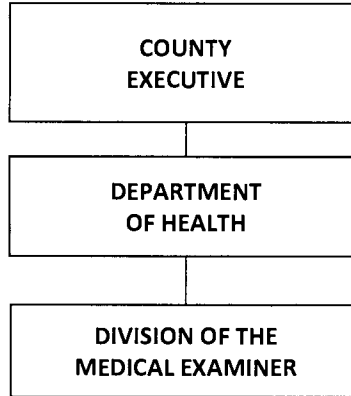 COUNTY
EXECUTIVE
DEPARTMENT
OF HEALTH
DIVISION OF THE
MEDICAL EXAMINER